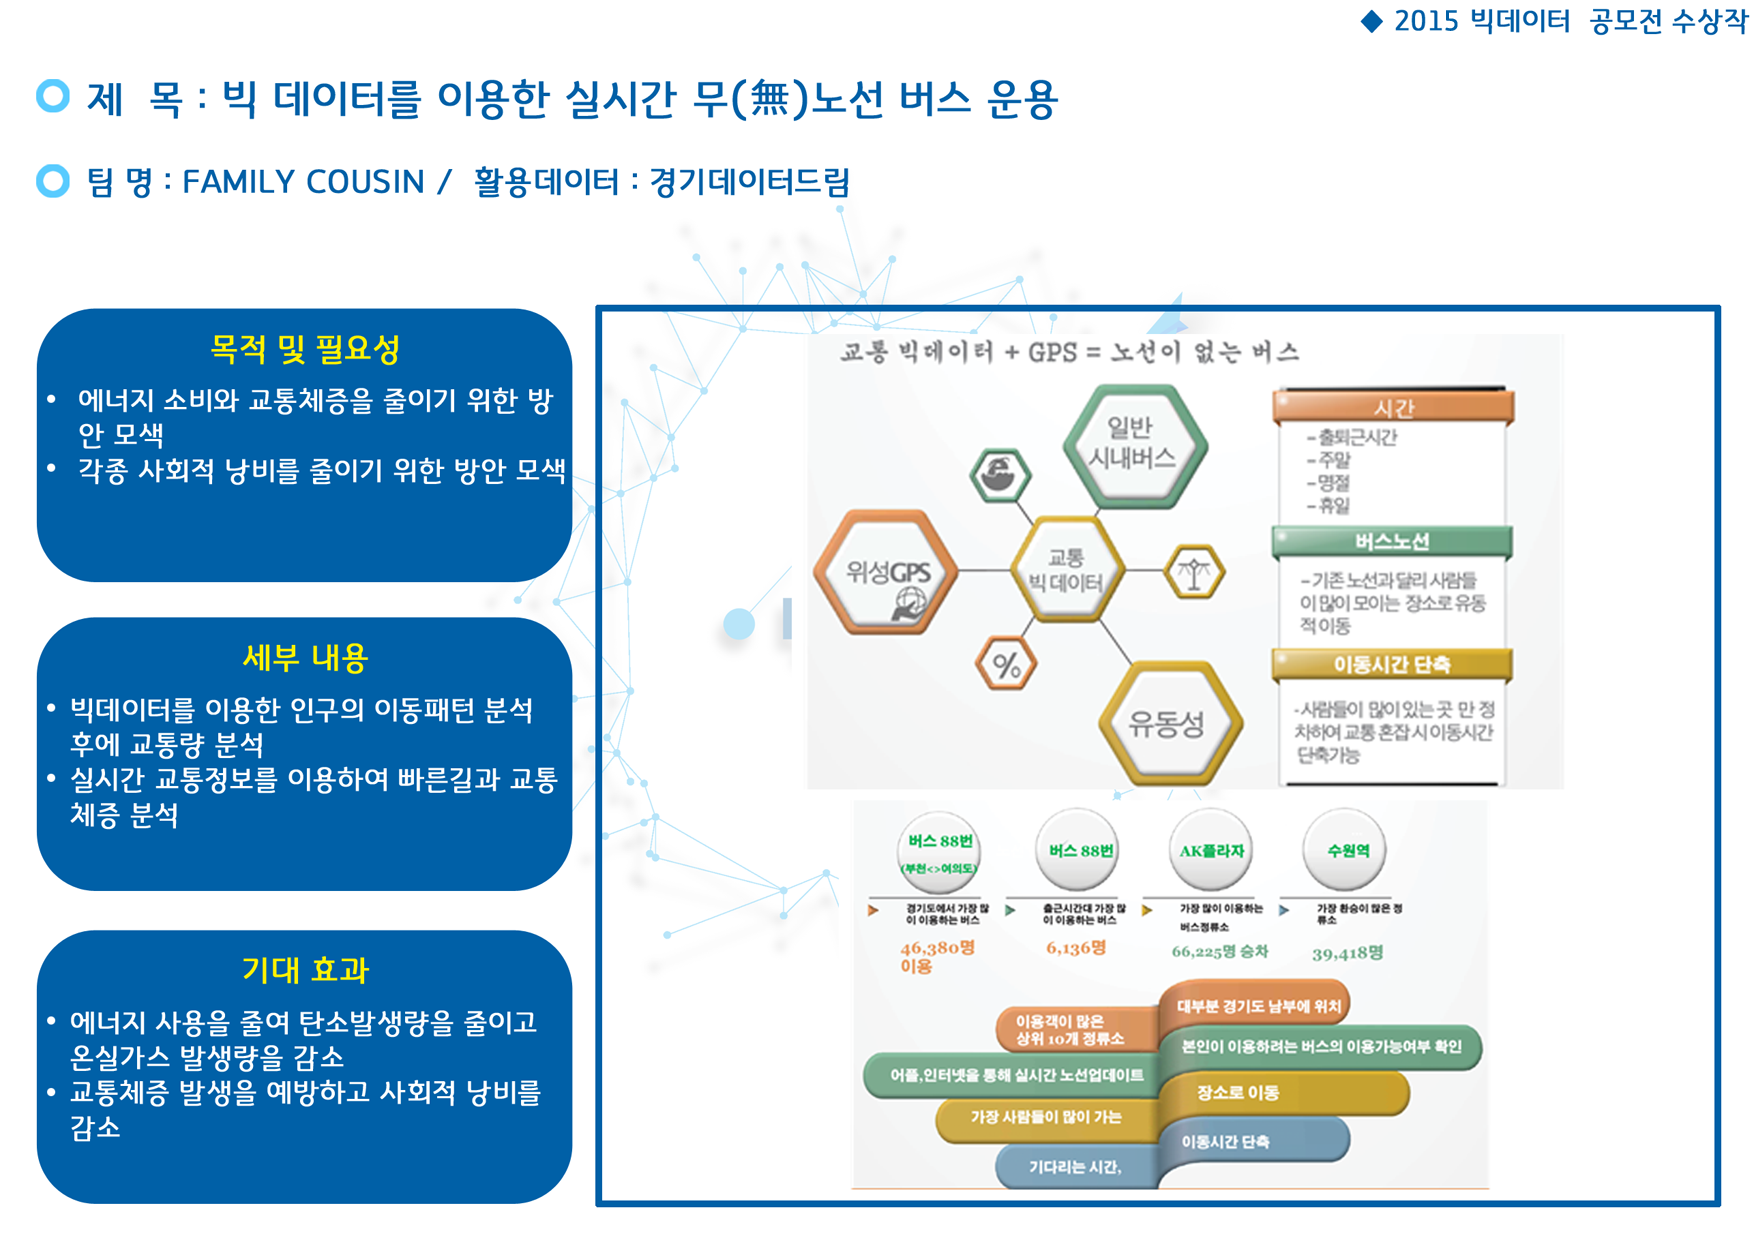 ◆ 2015 빅데이터 공모전 수상작
제 목 : 빅 데이터를 이용한 실시간 무(無)노선 버스 운용
팀 명 : FAMILY COUSIN / 활용데이터 : 경기데이터드림
목적 및 필요성
• 에너지 소비와 교통체증을 줄이기 위한 방
안 모색
• 각종 사회적 낭비를 줄이기 위한 방안 모색
세부 내용
• 빅데이터를 이용한 인구의 이동패턴 분석
후에 교통량 분석
• 실시간 교통정보를 이용하여 빠른길과 교통
체증 분석
기대 효과
• 에너지 사용을 줄여 탄소발생량을 줄이고
온실가스 발생량을 감소
• 교통체증 발생을 예방하고 사회적 낭비를
감소
교통 빅데이터 + GPS = 노선이 없는 버스
일반
시내버스
위성GPS
교통
빅 데이터
%
유동성
시간
- 출퇴근시간
- 주말
- 명절
- 휴일
버스노선
- 기존 노선과 달리 사람들
이 많이 모이는 장소로 유동
적 이동
이동시간 단축
- 사람들이 많이 있는 곳 만 정
차하여 교통 혼잡 시 이동시간
단축가능
버스 88번
(부천<>여의도)
경기도에서 가장 많
이 이용하는 버스
46,380명
이용
버스 88번
출근시간대 가장 많
이 이용하는 버스
6,136명
AK플라자
가장 많이 이용하는
버스정류소
66,225명 승차
수원역
가장 환승이 많은 정
류소
39,418명
이용객이 많은
상위 10개 정류소
대부분 경기도 남부에 위치
어플,인터넷을 통해 실시간 노선업데이트
본인이 이용하려는 버스의 이용가능여부 확인
가장 사람들이 많이 가는
장소로 이동
기다리는 시간,
이동시간 단축